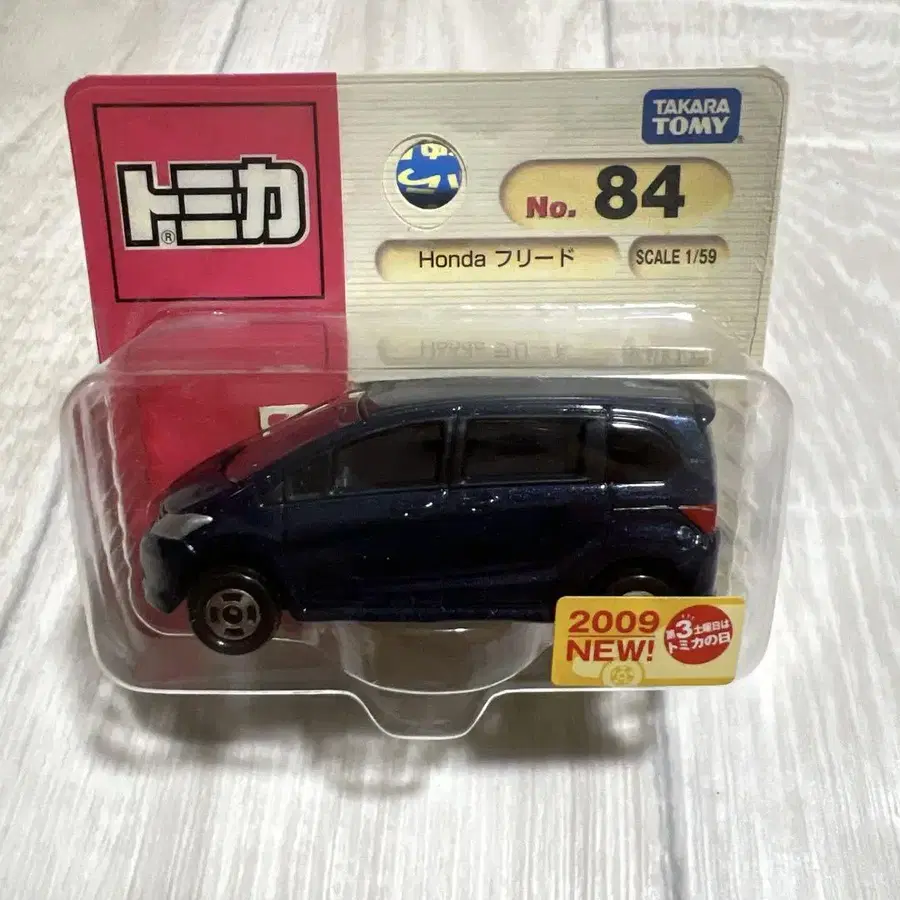 トミカ®
TAKARA
TOMY®
No. 84
Honda フリード
SCALE 1/59
2009
NEW!
第3土曜日は
トミカの日